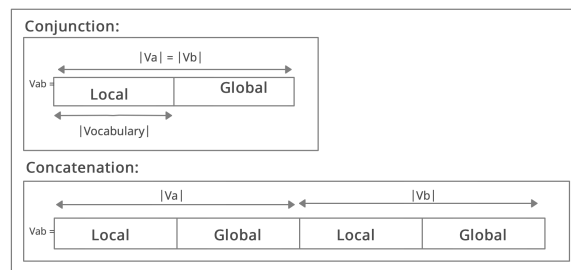 Conjunction:
|Va| = |Vb|
Vab =
Local Global
|Vocabulary|
Concatenation:
|Va| |Vb|
Vab =
Local Global Local Global